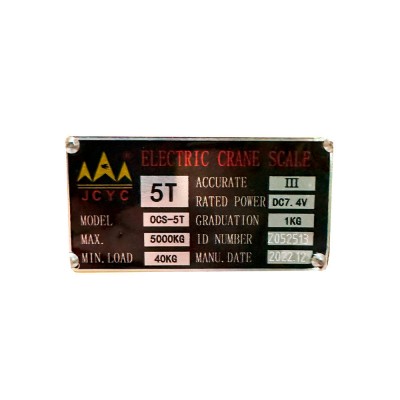 ELECTRIC CRANE SCALE
JCYC
5T
ACCURATE III
RATED POWER DC7.4V
MODEL OCS-5T GRADUATION 1KG
MAX. 5000KG ID NUMBER Z052513
MIN.LOAD 40KG MANU.DATE